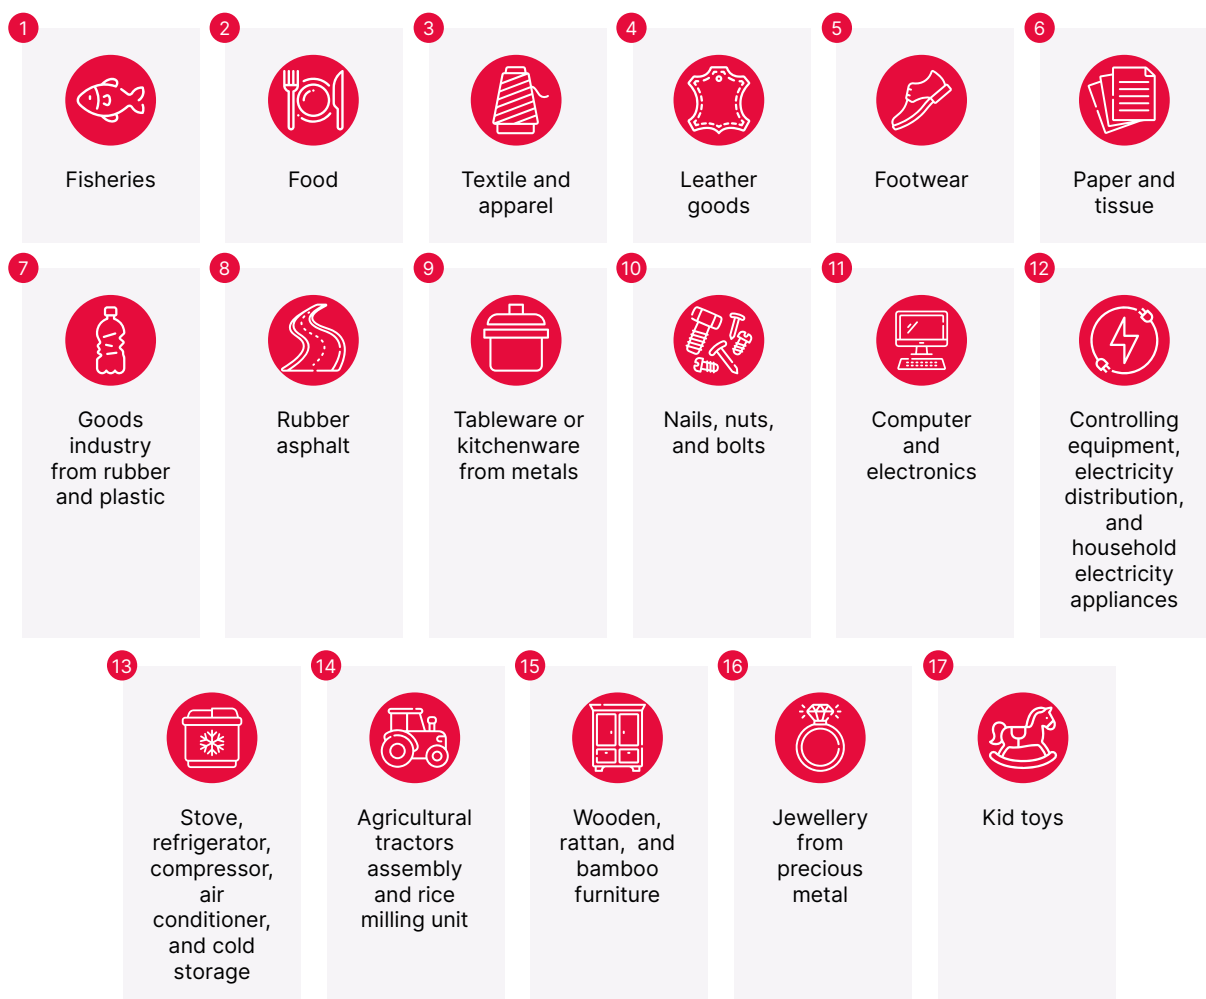 1
Fisheries
2
Food
3
Textile and
apparel
4
Leather
goods
5
Footwear
6
Paper and
tissue
7
Goods
industry
from rubber
and plastic
8
Rubber
asphalt
9
Tableware or
kitchenware
from metals
10
Nails, nuts,
and bolts
11
Computer
and
electronics
12
Controlling
equipment,
electricity
distribution,
and
household
electricity
appliances
13
Stove,
refrigerator,
compressor,
air
conditioner,
and cold
storage
14
Agricultural
tractors
assembly
and rice
milling unit
15
Wooden,
rattan, and
bamboo
furniture
16
Jewellery
from
precious
metal
17
Kid toys